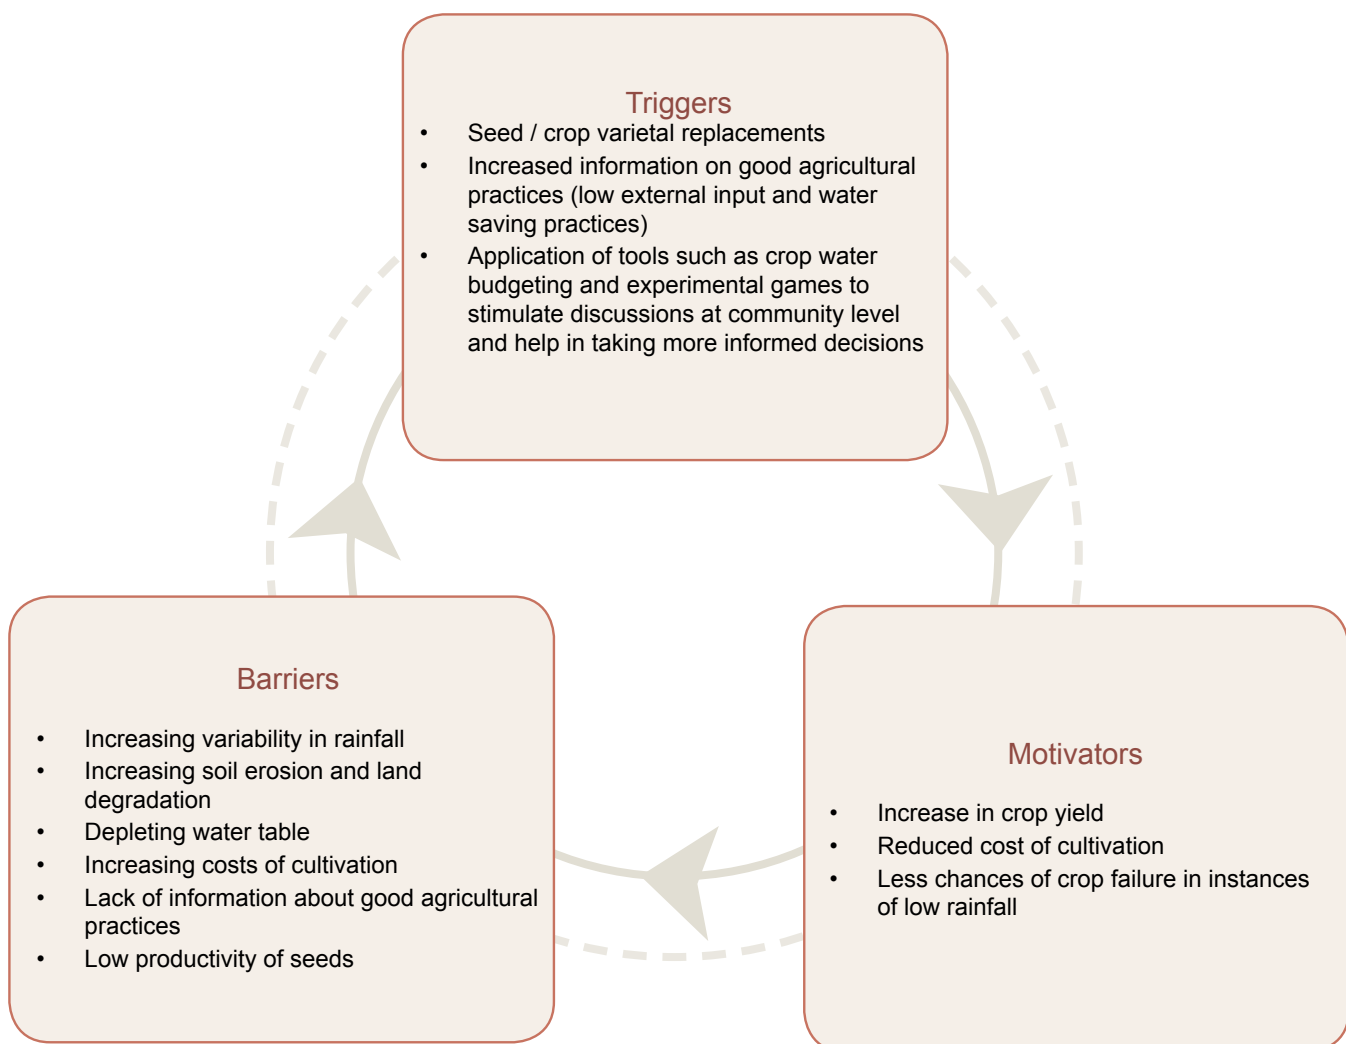 Triggers
• Seed / crop varietal replacements
• Increased information on good agricultural
practices (low external input and water
saving practices)
• Application of tools such as crop water
budgeting and experimental games to
stimulate discussions at community level
and help in taking more informed decisions
Barriers
• Increasing variability in rainfall
• Increasing soil erosion and land
degradation
• Depleting water table
• Increasing costs of cultivation
• Lack of information about good agricultural
practices
• Low productivity of seeds
Motivators
• Increase in crop yield
• Reduced cost of cultivation
• Less chances of crop failure in instances
of low rainfall